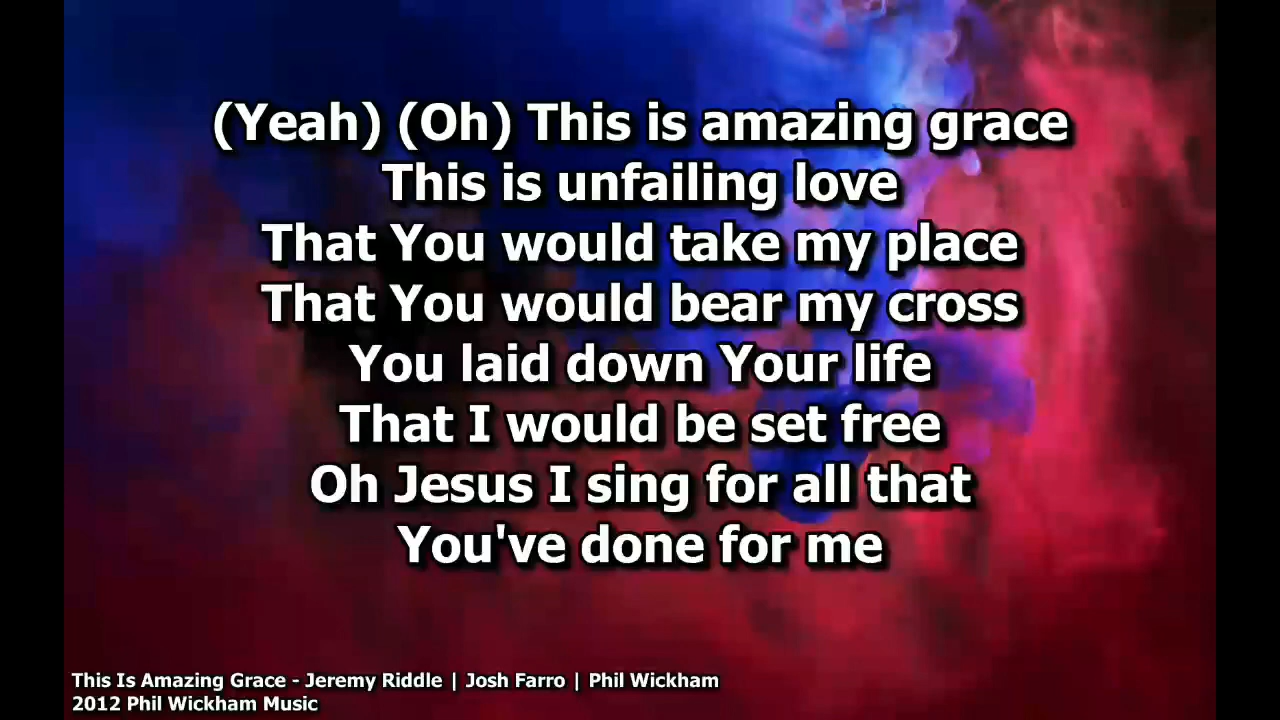 (Yeah) (Oh) This is amazing grace
This is unfailing love
That You would take my place
That You would bear my cross
You laid down Your life
That I would be set free
Oh Jesus I sing for all that
You've done for me
This Is Amazing Grace - Jeremy Riddle | Josh Farro | Phil Wickham
2012 Phil Wickham Music